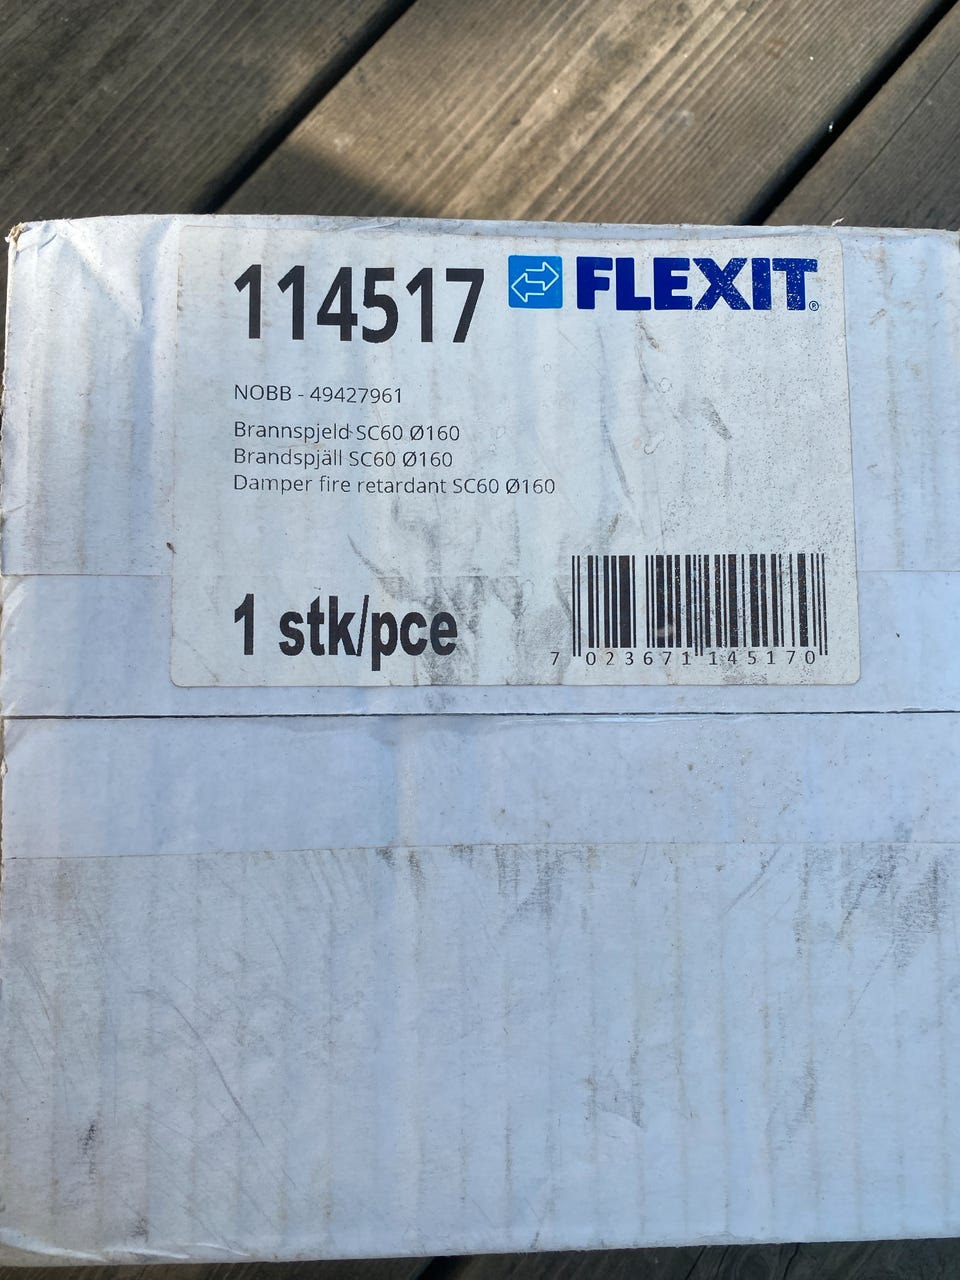 114517
FLEXIT®
NOBB - 49427961
Brannspjeld SC60 Ø160
Brandspjäll SC60 Ø160
Damper fire retardant SC60 Ø160
1 stk/pce
7 023671 145170